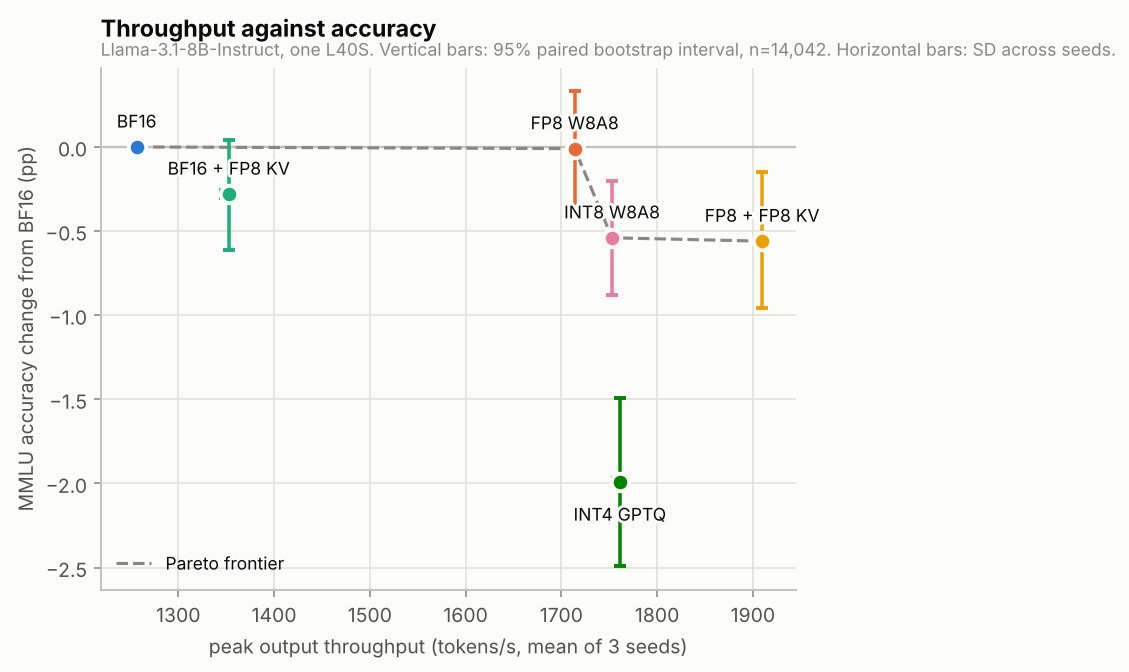 Throughput against accuracy
Llama-3.1-8B-Instruct, one L40S. Vertical bars: 95% paired bootstrap interval, n=14,042. Horizontal bars: SD across seeds.
BF16
FP8 W8A8
BF16 + FP8 KV
INT8 W8A8
FP8 + FP8 KV
INT4 GPTQ
Pareto frontier
MMLU accuracy change from BF16 (pp)
0.0
−0.5
−1.0
−1.5
−2.0
−2.5
1300 1400 1500 1600 1700 1800 1900
peak output throughput (tokens/s, mean of 3 seeds)